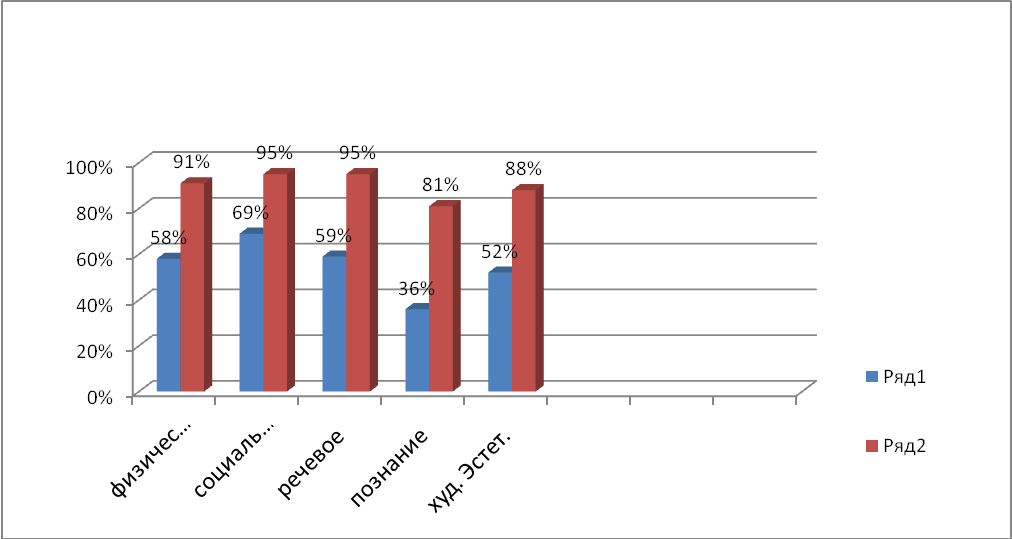 100%
80%
60%
40%
20%
0%
58%
91%
69%
95%
59%
95%
36%
81%
52%
88%
физичес...
социаль...
речевое
познание
худ. Эстет.
Ряд1
Ряд2